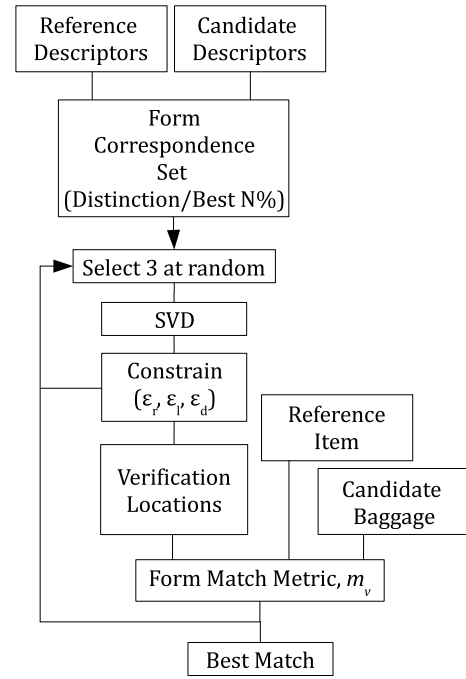 Reference
Descriptors
Candidate
Descriptors
Form
Correspondence
Set
(Distinction/Best N%)
Select 3 at random
SVD
Constrain
(εr, εl, εd)
Reference
Item
Verification
Locations
Candidate
Baggage
Form Match Metric, mv
Best Match